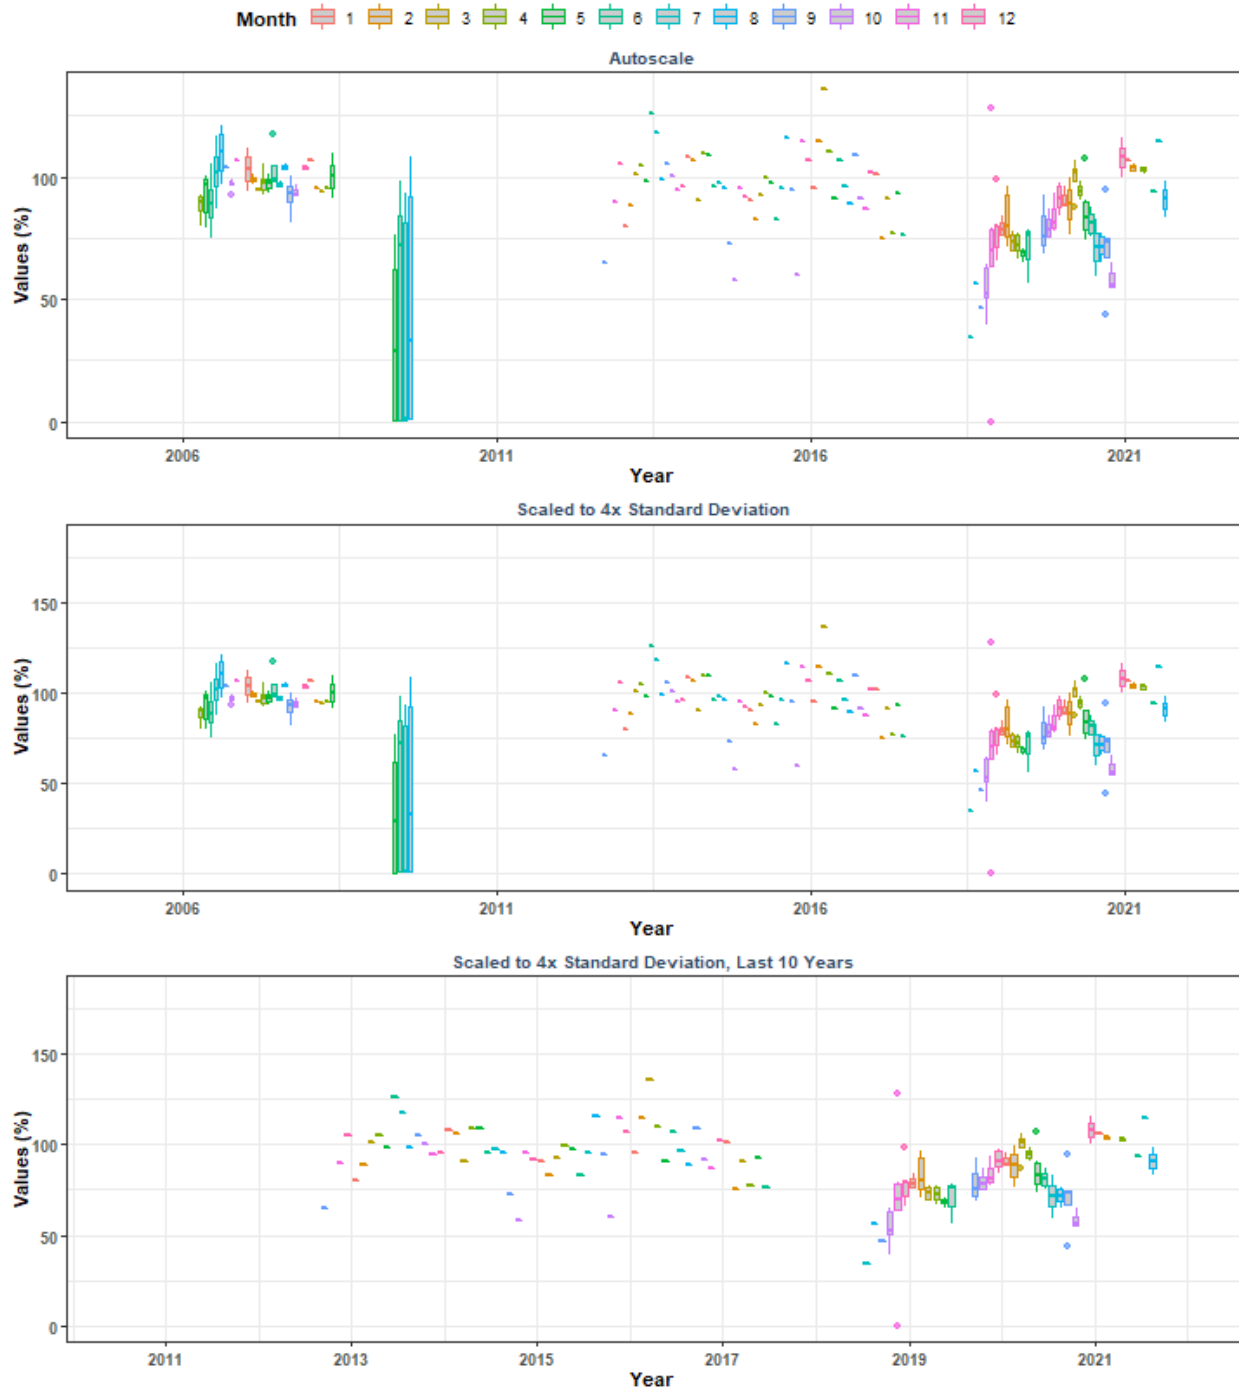 Month 1 2 3 4 5 6 7 8 9 10 11 12
Autoscale
Values (%)
100
50
0
2006 2011 2016 2021
Year
Scaled to 4x Standard Deviation
Values (%)
150
100
50
0
2006 2011 2016 2021
Year
Scaled to 4x Standard Deviation, Last 10 Years
Values (%)
150
100
50
0
2011 2013 2015 2017 2019 2021
Year